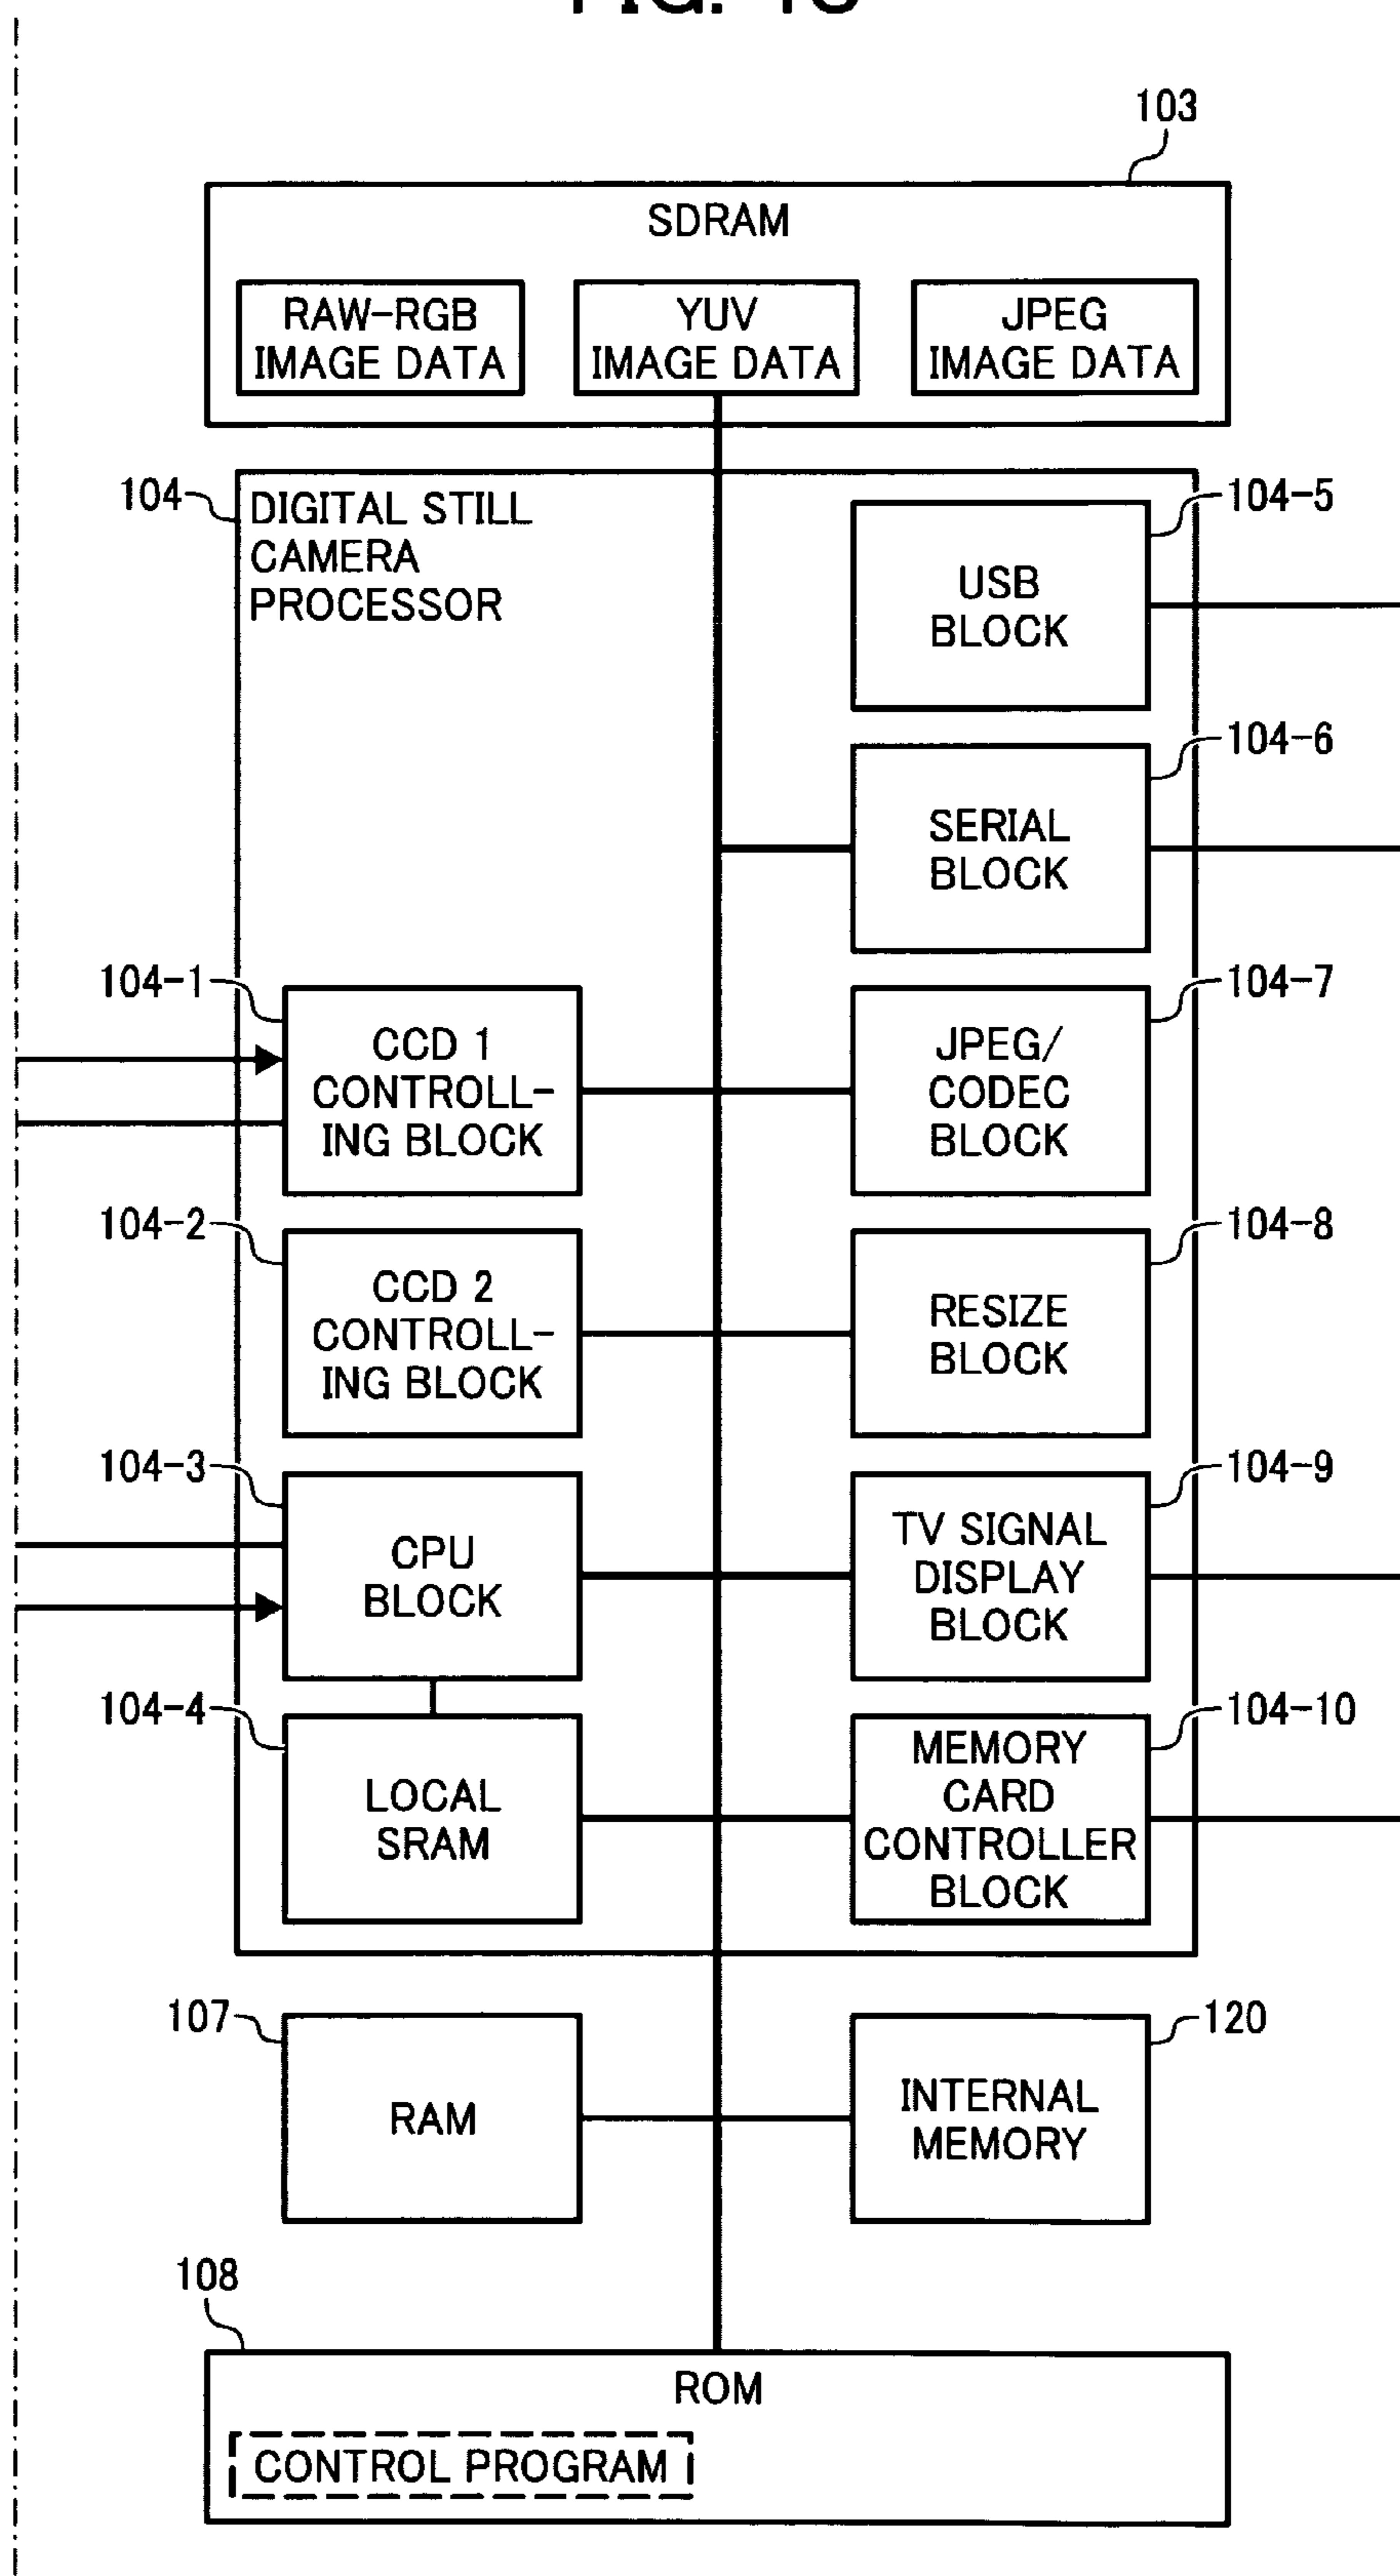 103
SDRAM
RAW-RGB
IMAGE DATA
YUV
IMAGE DATA
JPEG
IMAGE DATA
104
DIGITAL STILL
CAMERA
PROCESSOR
104-5
USB
BLOCK
104-6
SERIAL
BLOCK
104-1
CCD 1
CONTROLL-
ING BLOCK
104-7
JPEG/
CODEC
BLOCK
104-2
CCD 2
CONTROLL-
ING BLOCK
104-8
RESIZE
BLOCK
104-3
CPU
BLOCK
104-9
TV SIGNAL
DISPLAY
BLOCK
104-4
LOCAL
SRAM
104-10
MEMORY
CARD
CONTROLLER
BLOCK
107
RAM
120
INTERNAL
MEMORY
108
ROM
CONTROL PROGRAM